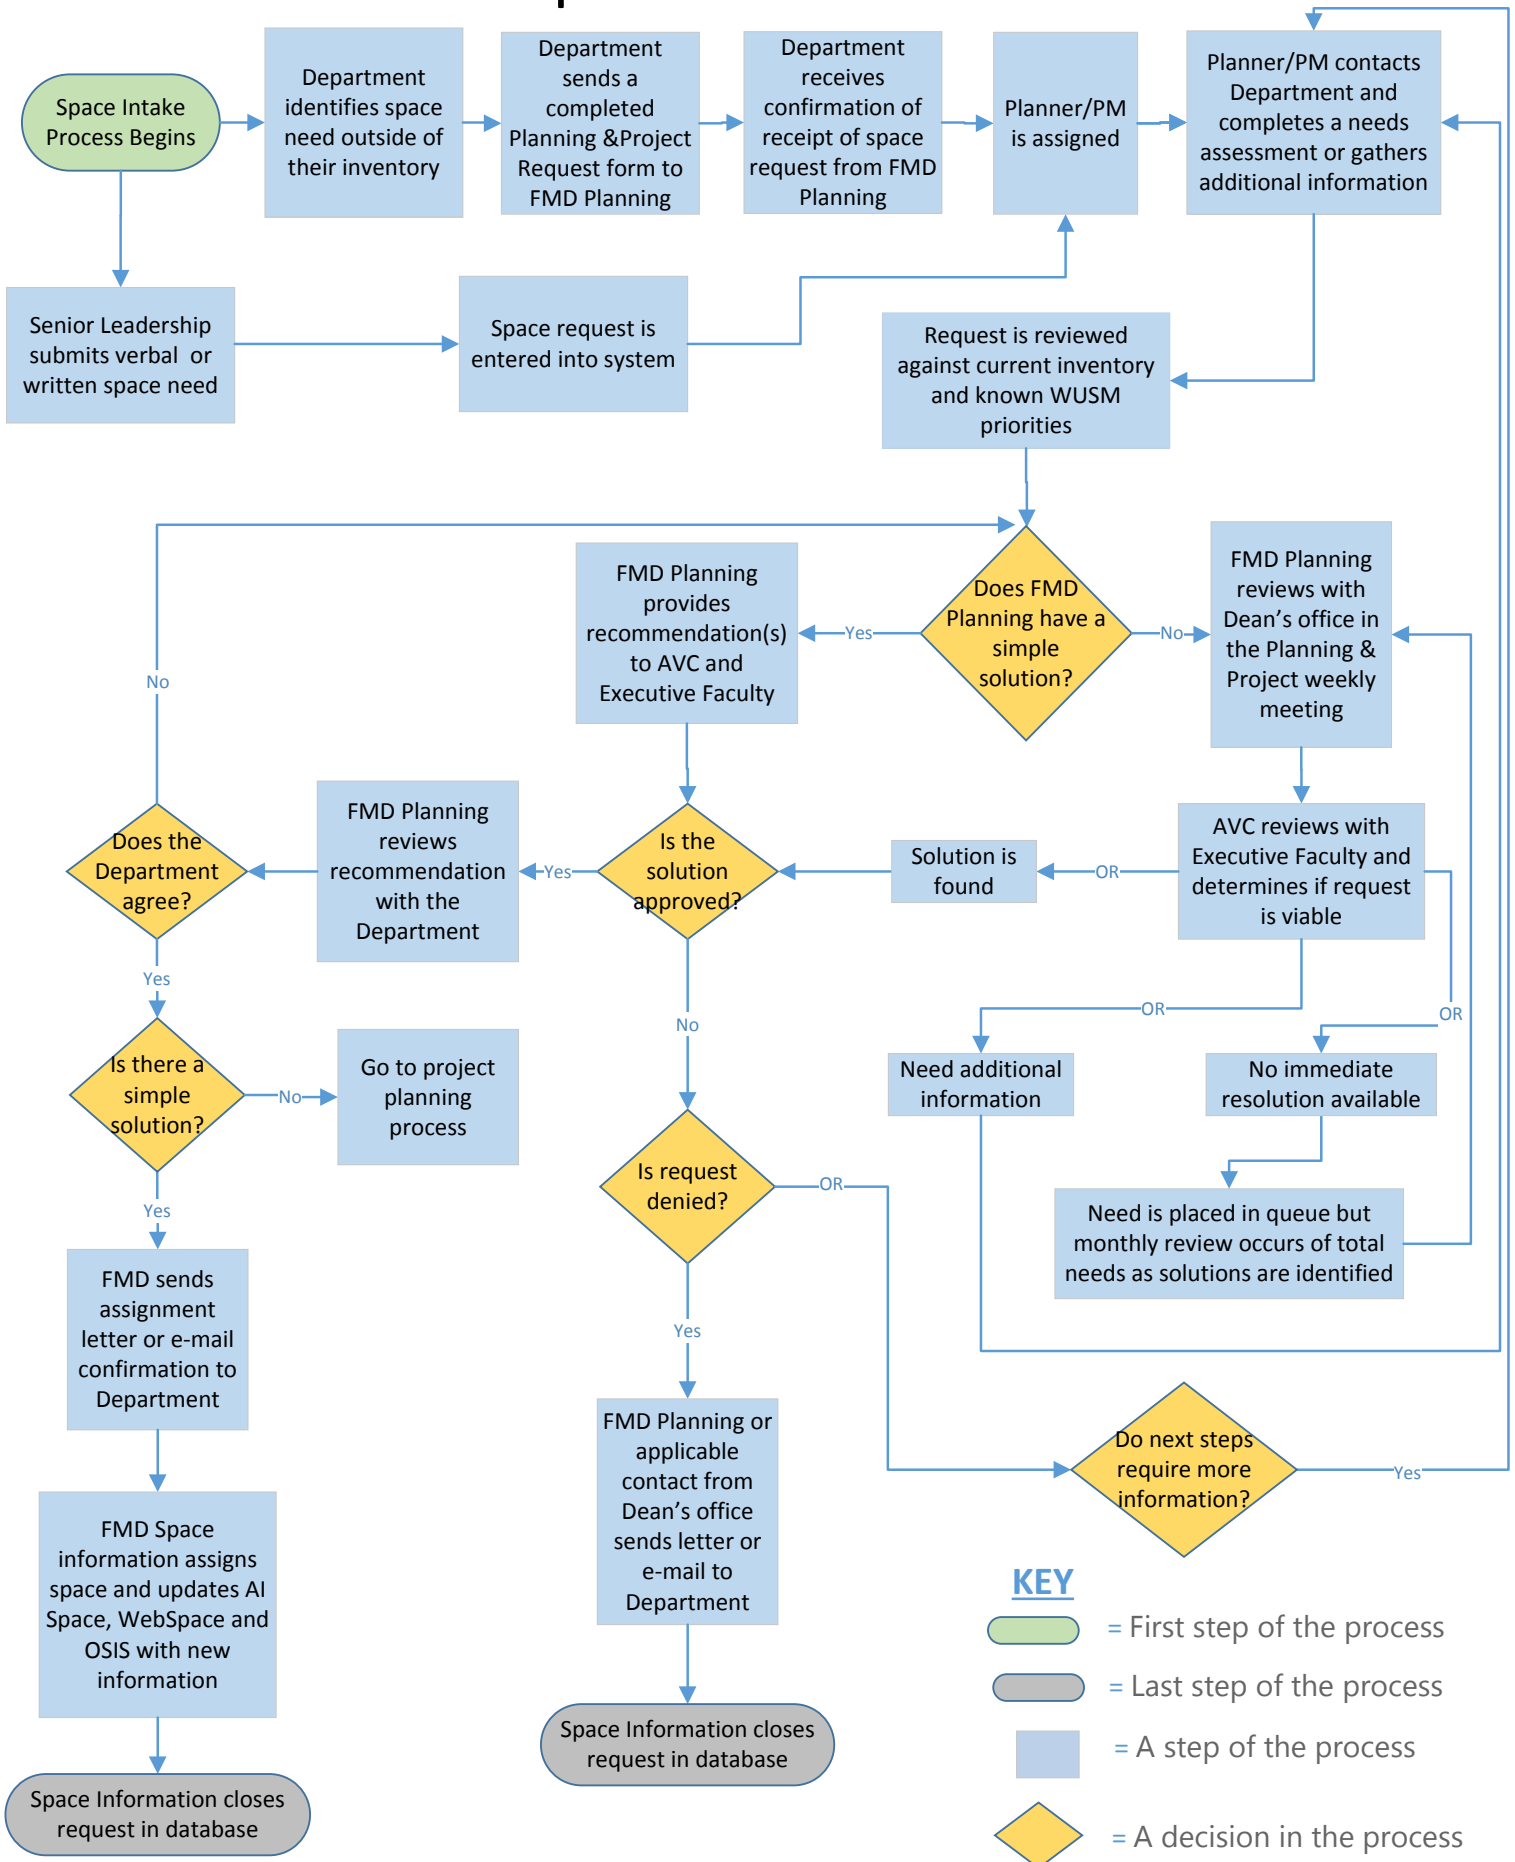 Space Intake
Process Begins
Department
identifies space
need outside of
their inventory
Department
sends a
completed
Planning &Project
Request form to
FMD Planning
Department
receives
confirmation of
receipt of space
request from FMD
Planning
Planner/PM
is assigned
Planner/PM contacts
Department and
completes a needs
assessment or gathers
additional information
Senior Leadership
submits verbal or
written space need
Space request is
entered into system
Request is reviewed
against current inventory
and known WUSM
priorities
Does FMD
Planning have a
simple
solution?
Yes
No
FMD Planning
provides
recommendation(s)
to AVC and
Executive Faculty
FMD Planning
reviews with
Dean's office in
the Planning &
Project weekly
meeting
No
Does the
Department
agree?
FMD Planning
reviews
recommendation
with the
Department
Yes
Is the
solution
approved?
Solution is
found
OR
AVC reviews with
Executive Faculty and
determines if request
is viable
Yes
No
OR
OR
Is there a
simple
solution?
No
Go to project
planning
process
Need additional
information
No immediate
resolution available
Yes
Is request
denied?
OR
Need is placed in queue but
monthly review occurs of total
needs as solutions are identified
FMD sends
assignment
letter or e-mail
confirmation to
Department
Yes
FMD Planning or
applicable
contact from
Dean's office
sends letter or
e-mail to
Department
Do next steps
require more
information?
Yes
FMD Space
information assigns
space and updates AI
Space, WebSpace and
OSIS with new
information
Space Information closes
request in database
Space Information closes
request in database
KEY
= First step of the process
= Last step of the process
= A step of the process
= A decision in the process